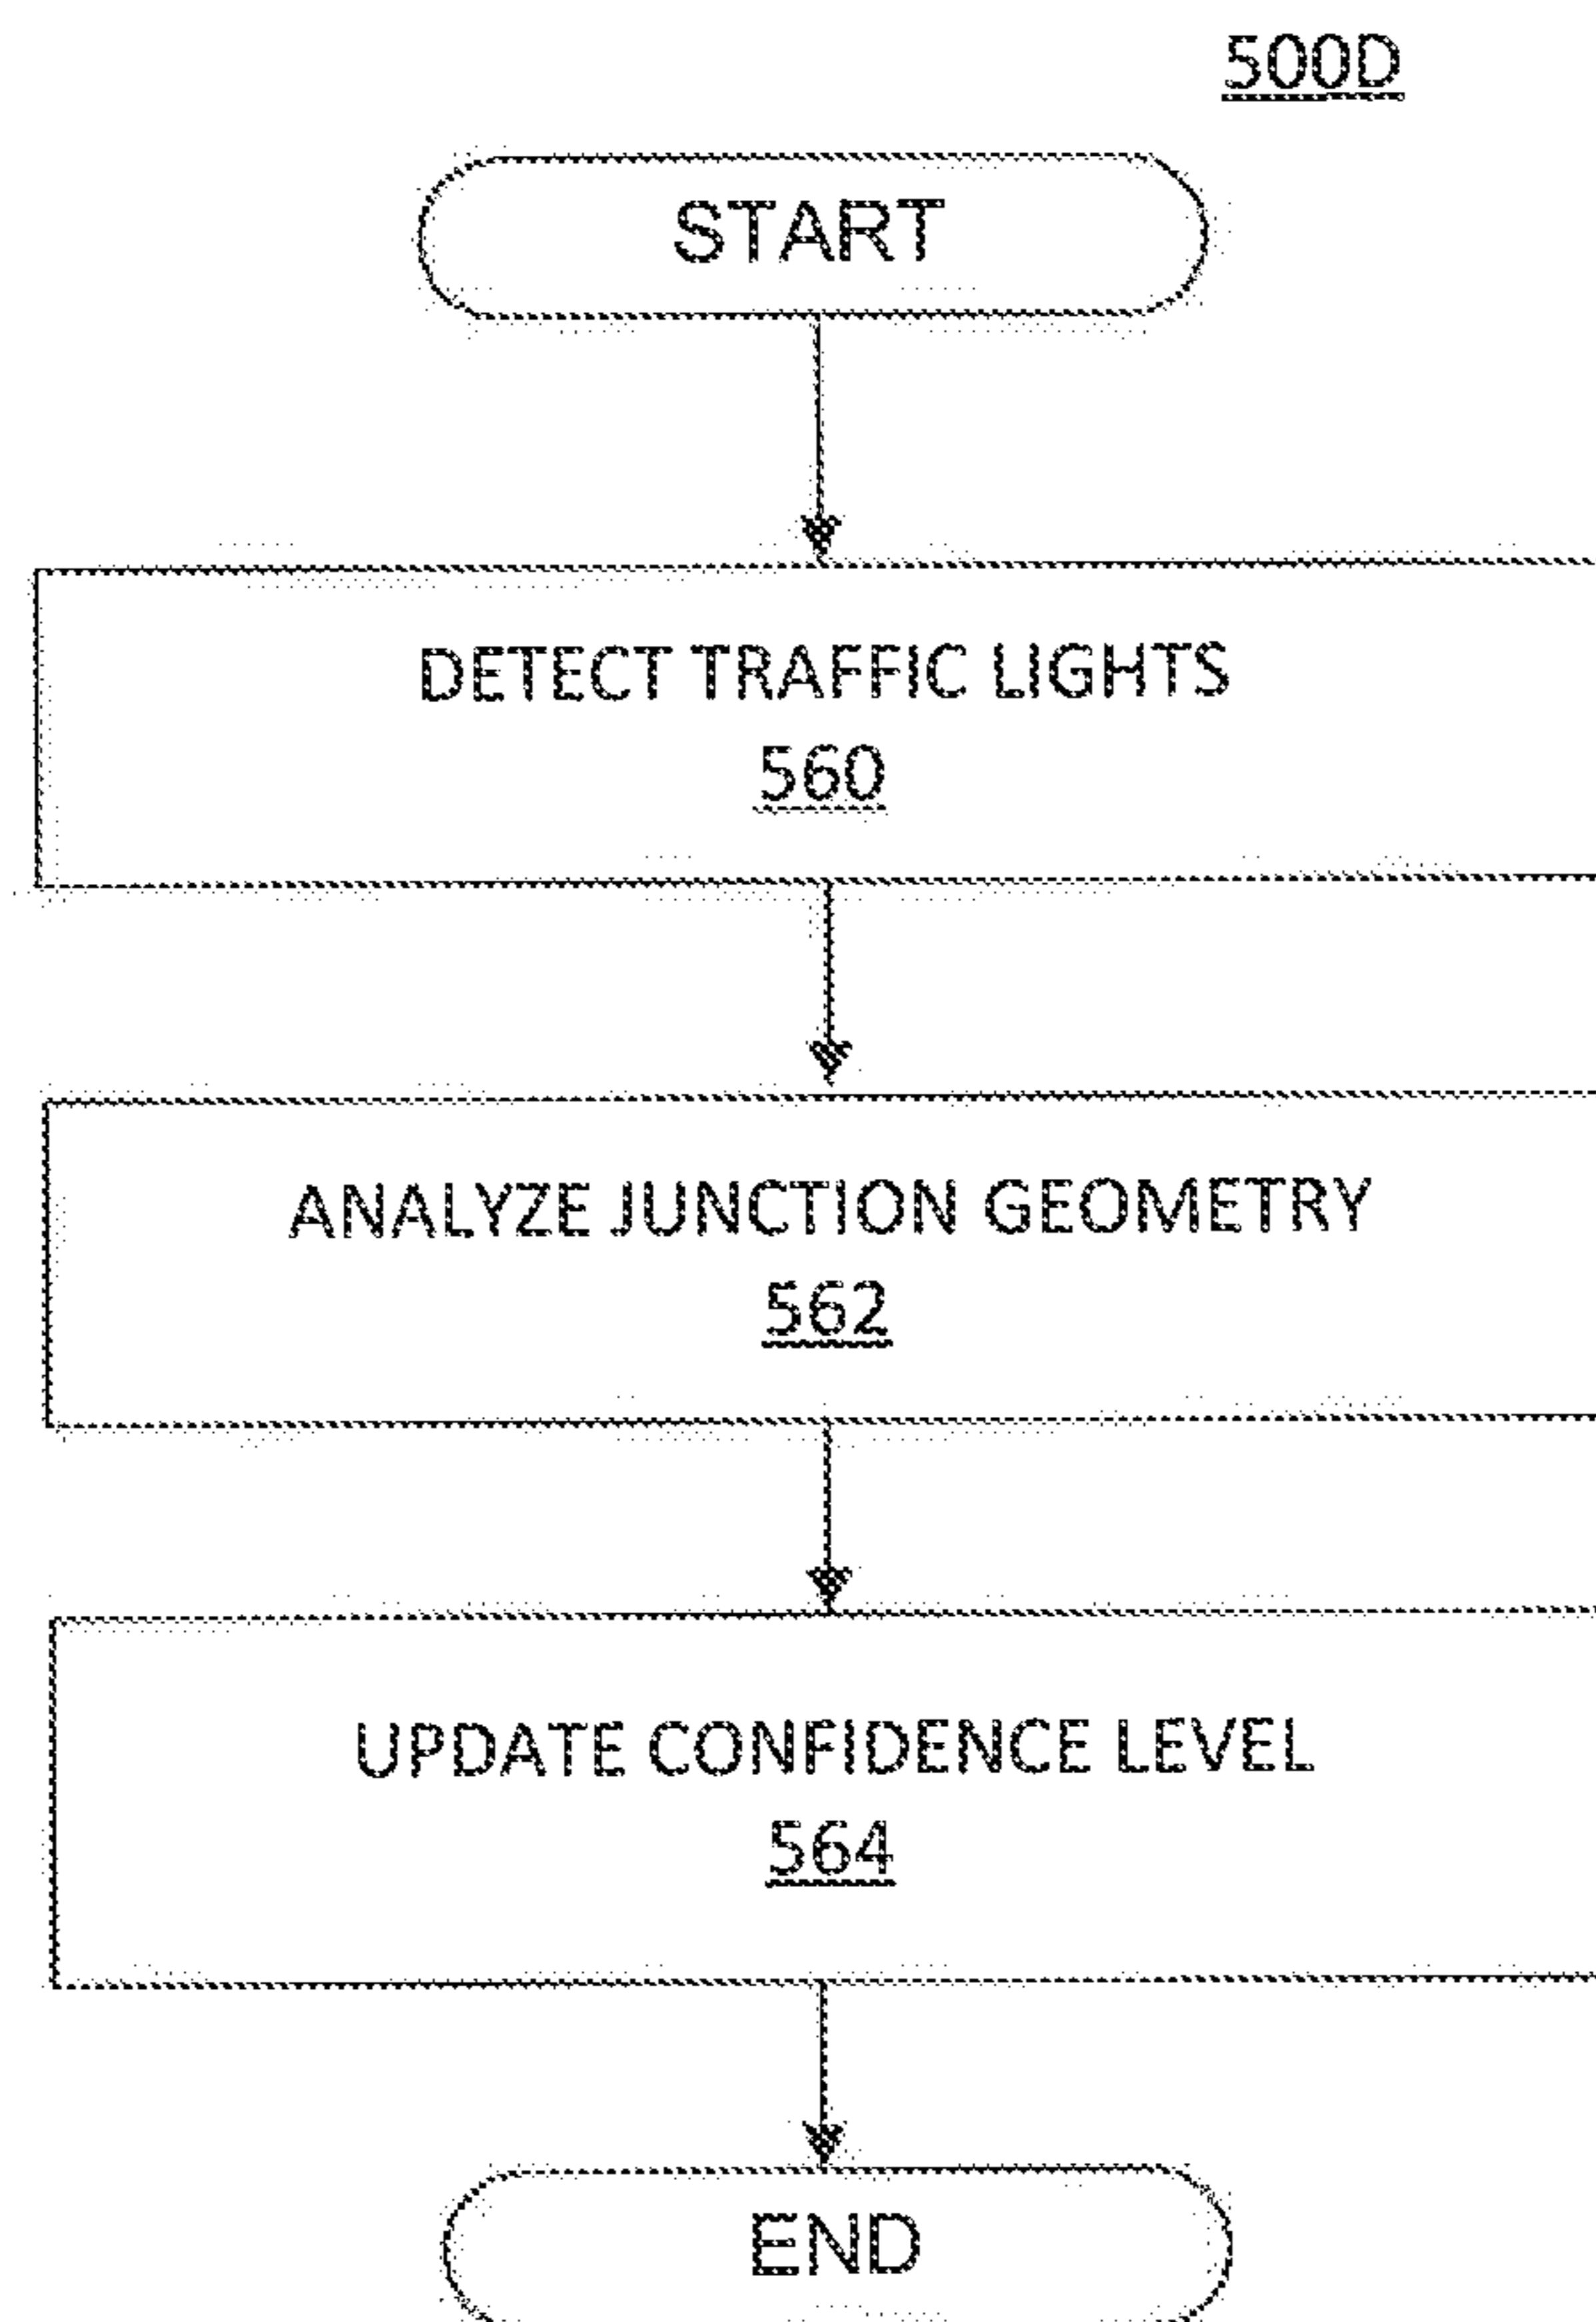 500D
START
DETECT TRAFFIC LIGHTS
560
ANALYZE JUNCTION GEOMETRY
562
UPDATE CONFIDENCE LEVEL
564
END